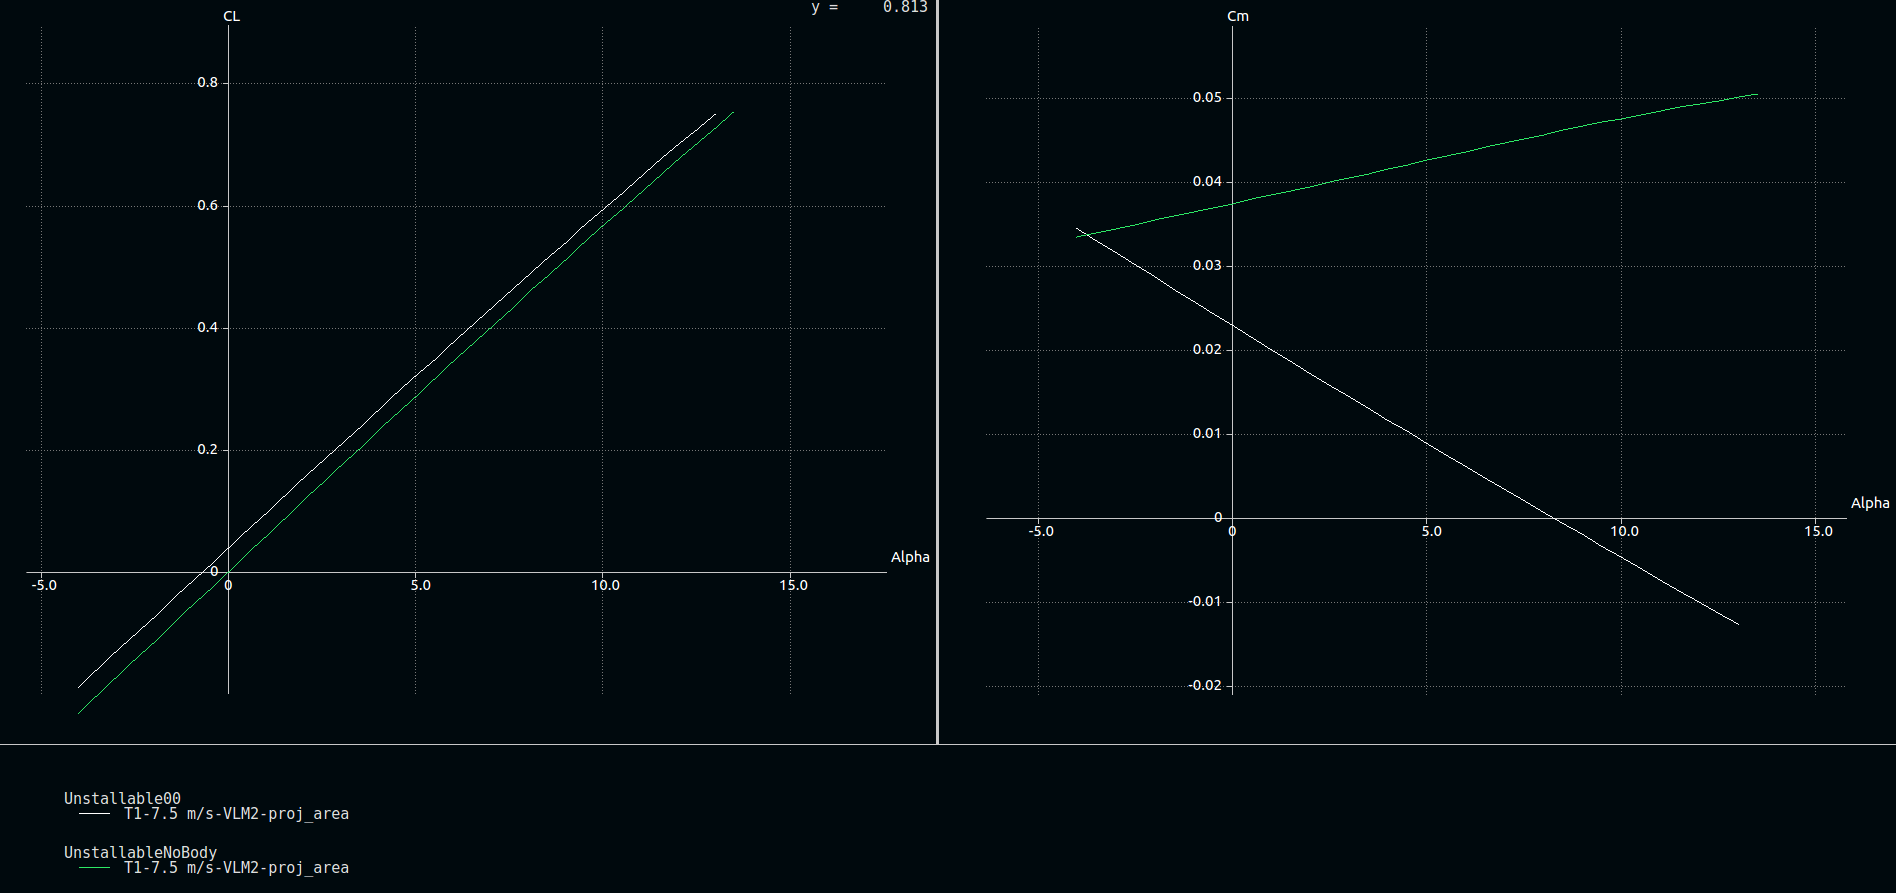 y = 0.813
CL
0.8
0.6
0.4
0.2
0
Alpha
-5.0 0 5.0 10.0 15.0
Cm
0.05
0.04
0.03
0.02
0.01
0
Alpha
-5.0 0 5.0 10.0 15.0
-0.01
-0.02
Unstallable00
T1-7.5 m/s-VLM2-proj_area
UnstallableNoBody
T1-7.5 m/s-VLM2-proj_area